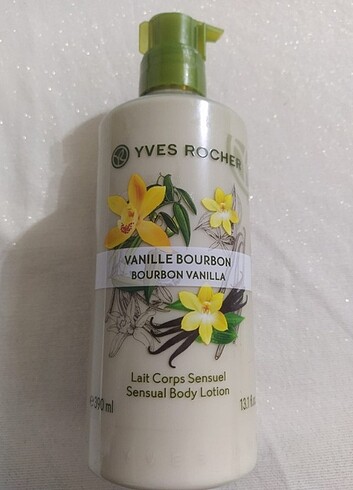 YVES ROCHER
VANILLE BOURBON
BOURBON VANILLA
Lait Corps Sensuel
Sensual Body Lotion
e 390 ml 13.1 fl.